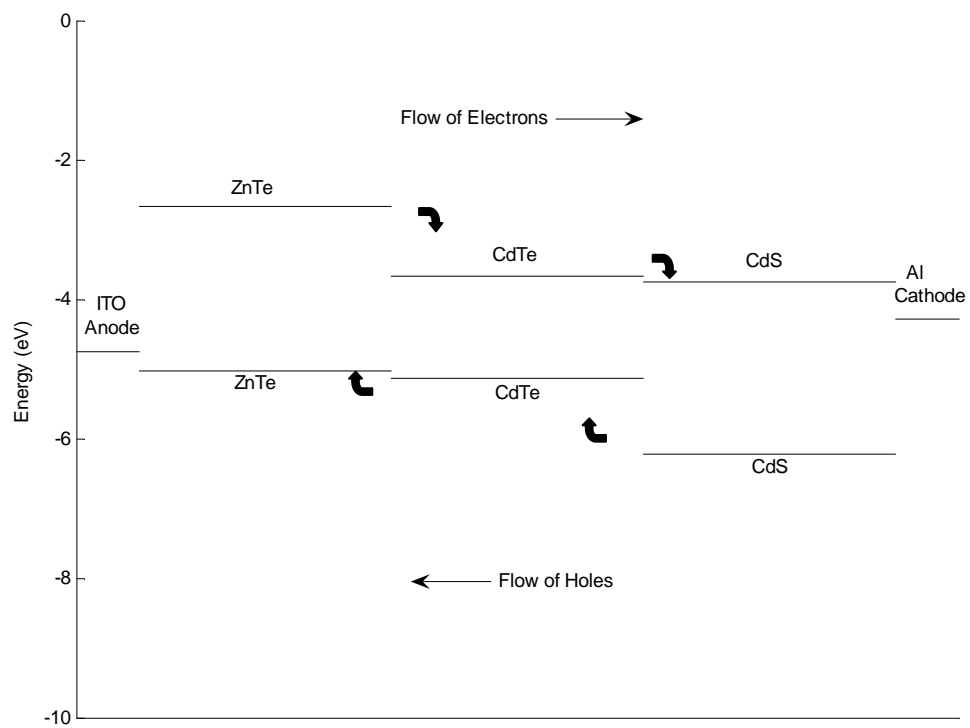 0
Flow of Electrons
-2
ZnTe
CdTe
CdS
Al
Cathode
-4
ITO
Anode
Energy (eV)
ZnTe
CdTe
-6
CdS
-8
Flow of Holes
-10